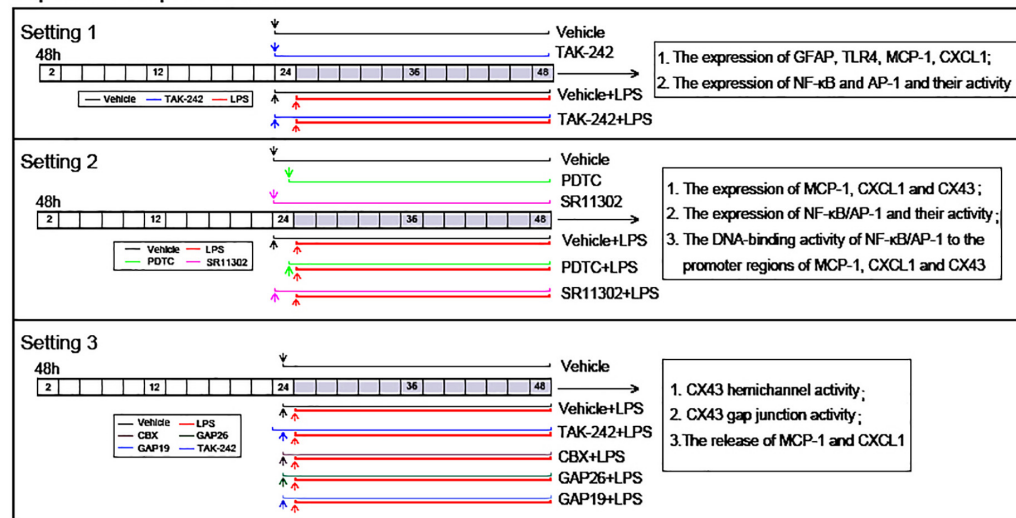 Setting 1
48h
2 12 24 36 48
Vehicle TAK-242 LPS
Vehicle
TAK-242
Vehicle+LPS
TAK-242+LPS
1. The expression of GFAP, TLR4, MCP-1, CXCL1;
2. The expression of NF-κB and AP-1 and their activity
Setting 2
48h
2 12 24 36 48
Vehicle LPS
PDTC SR11302
Vehicle
PDTC
SR11302
Vehicle+LPS
PDTC+LPS
SR11302+LPS
1. The expression of MCP-1, CXCL1 and CX43;
2. The expression of NF-κB/AP-1 and their activity;
3. The DNA-binding activity of NF-κB/AP-1 to the
promoter regions of MCP-1, CXCL1 and CX43
Setting 3
48h
2 12 24 36 48
Vehicle LPS
CBX GAP26
GAP19 TAK-242
Vehicle
Vehicle+LPS
TAK-242+LPS
CBX+LPS
GAP26+LPS
GAP19+LPS
1. CX43 hemichannel activity;
2. CX43 gap junction activity;
3.The release of MCP-1 and CXCL1